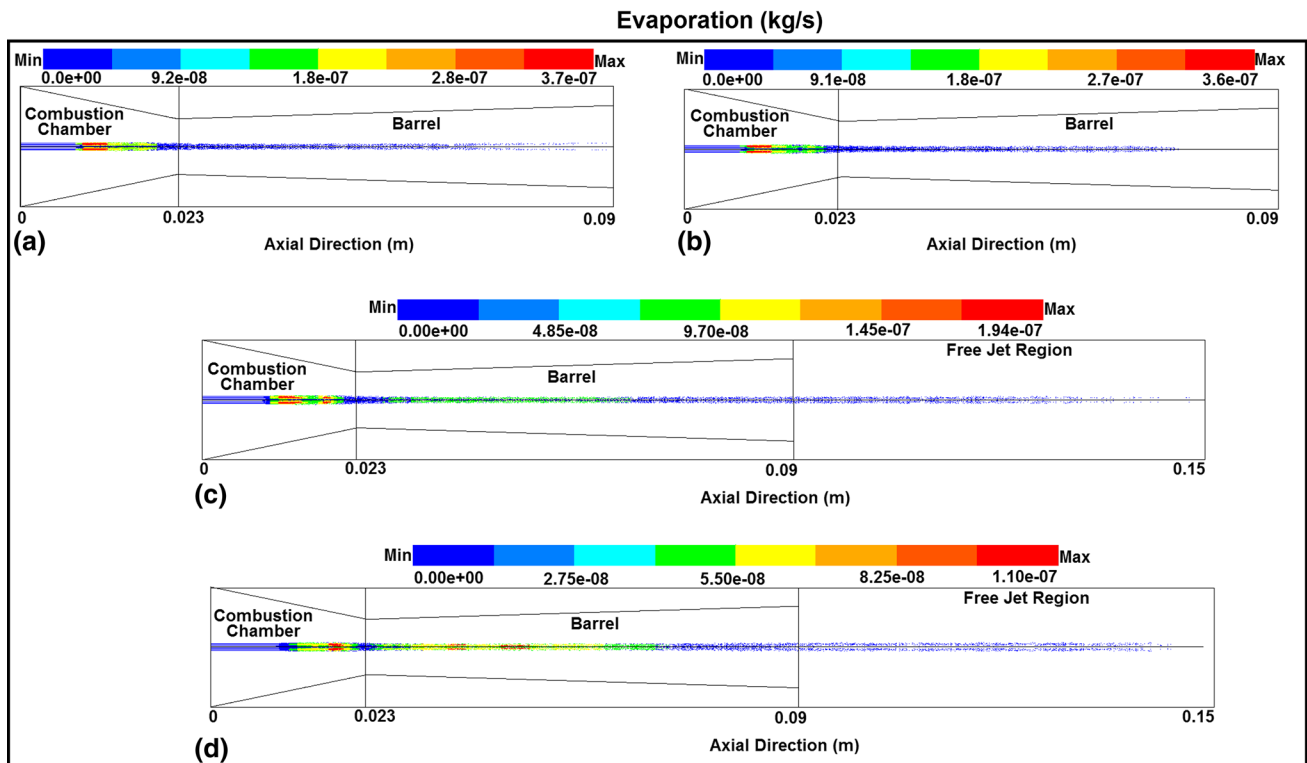 Evaporation (kg/s)
Min Max
0.0e+00 9.2e-08 1.8e-07 2.8e-07 3.7e-07
Combustion
Chamber
Barrel
0 0.023 0.09
(a)
Axial Direction (m)
Min Max
0.0e+00 9.1e-08 1.8e-07 2.7e-07 3.6e-07
Combustion
Chamber
Barrel
0 0.023 0.09
(b)
Axial Direction (m)
Min Max
0.00e+00 4.85e-08 9.70e-08 1.45e-07 1.94e-07
Free Jet Region
Combustion
Chamber
Barrel
0 0.023 0.09 0.15
(c)
Axial Direction (m)
Min Max
0.00e+00 2.75e-08 5.50e-08 8.25e-08 1.10e-07
Free Jet Region
Combustion
Chamber
Barrel
0 0.023 0.09 0.15
(d)
Axial Direction (m)